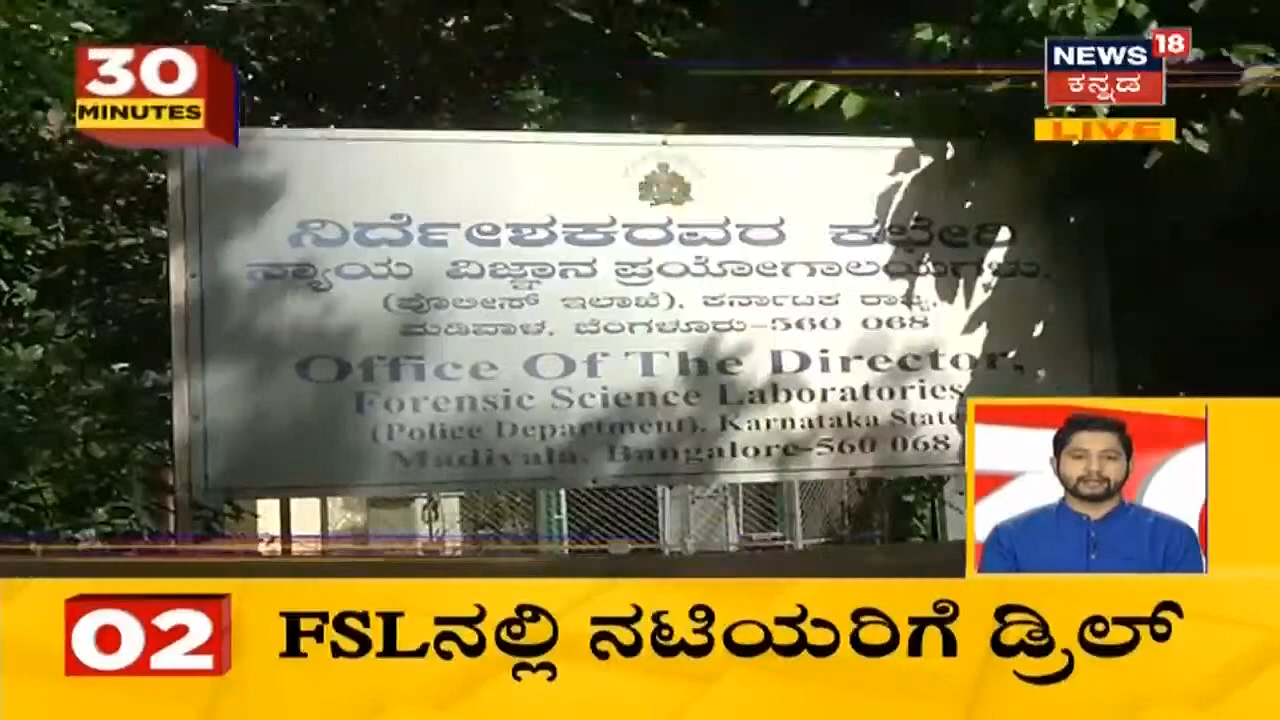 30
MINUTES
NEWS 18
ಕನ್ನಡ
LIVE
ನಿರ್ದೇಶಕರವರ ಕಛೇರಿ
ನ್ಯಾಯ ವಿಜ್ಞಾನ ಪ್ರಯೋಗಾಲಯಗಳು.
(ಪೊಲೀಸ್ ಇಲಾಖೆ), ಕರ್ನಾಟಕ ರಾಜ್ಯ,
ಮಡಿವಾಳ, ಬೆಂಗಳೂರು-560 068
Office Of The Director,
Forensic Science Laboratories
(Police Department), Karnataka State
Madivala, Bangalore-560 068
02
FSLನಲ್ಲಿ ನಟಿಯರಿಗೆ ಡ್ರಿಲ್